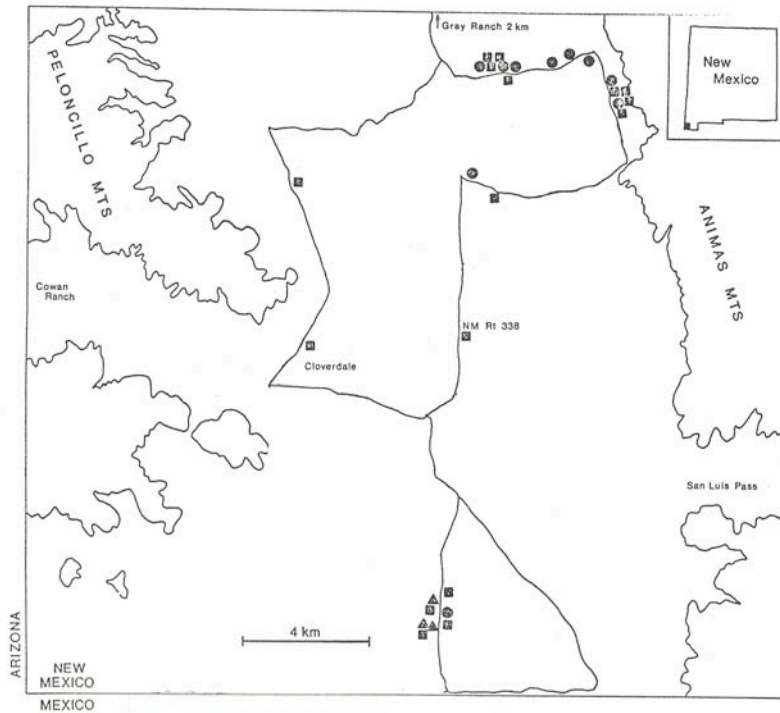 Gray Ranch 2 km
New
Mexico
PELONCILLO MTS
ANIMAS MTS
Cowan
Ranch
NM Rt 338
Cloverdale
San Luis Pass
4 km
ARIZONA
NEW
MEXICO
MEXICO